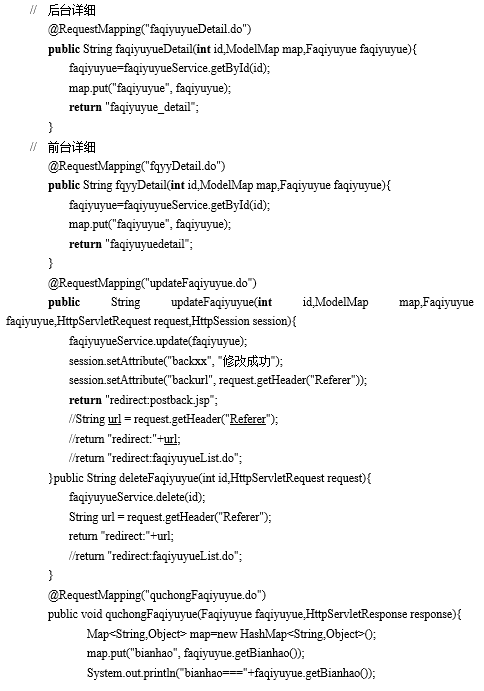 //   后台详细
@RequestMapping("faqiyuyueDetail.do")
public String faqiyuyueDetail(int id,ModelMap map,Faqiyuyue faqiyuyue){
faqiyuyue=faqiyuyueService.getById(id);
map.put("faqiyuyue", faqiyuyue);
return "faqiyuyue_detail";
}
//   前台详细
@RequestMapping("fqyyDetail.do")
public String fqyyDetail(int id,ModelMap map,Faqiyuyue faqiyuyue){
faqiyuyue=faqiyuyueService.getById(id);
map.put("faqiyuyue", faqiyuyue);
return "faqiyuyuedetail";
}
@RequestMapping("updateFaqiyuyue.do")
public String updateFaqiyuyue(int id,ModelMap map,Faqiyuyue
faqiyuyue,HttpServletRequest request,HttpSession session){
faqiyuyueService.update(faqiyuyue);
session.setAttribute("backxx", "修改成功");
session.setAttribute("backurl", request.getHeader("Referer"));
return "redirect:postback.jsp";
//String url = request.getHeader("Referer");
//return "redirect:"+url;
//return "redirect:faqiyuyueList.do";
}public String deleteFaqiyuyue(int id,HttpServletRequest request){
faqiyuyueService.delete(id);
String url = request.getHeader("Referer");
return "redirect:"+url;
//return "redirect:faqiyuyueList.do";
}
@RequestMapping("quchongFaqiyuyue.do")
public void quchongFaqiyuyue(Faqiyuyue faqiyuyue,HttpServletResponse response){
Map<String,Object> map=new HashMap<String,Object>();
map.put("bianhao", faqiyuyue.getBianhao());
System.out.println("bianhao==="+faqiyuyue.getBianhao());